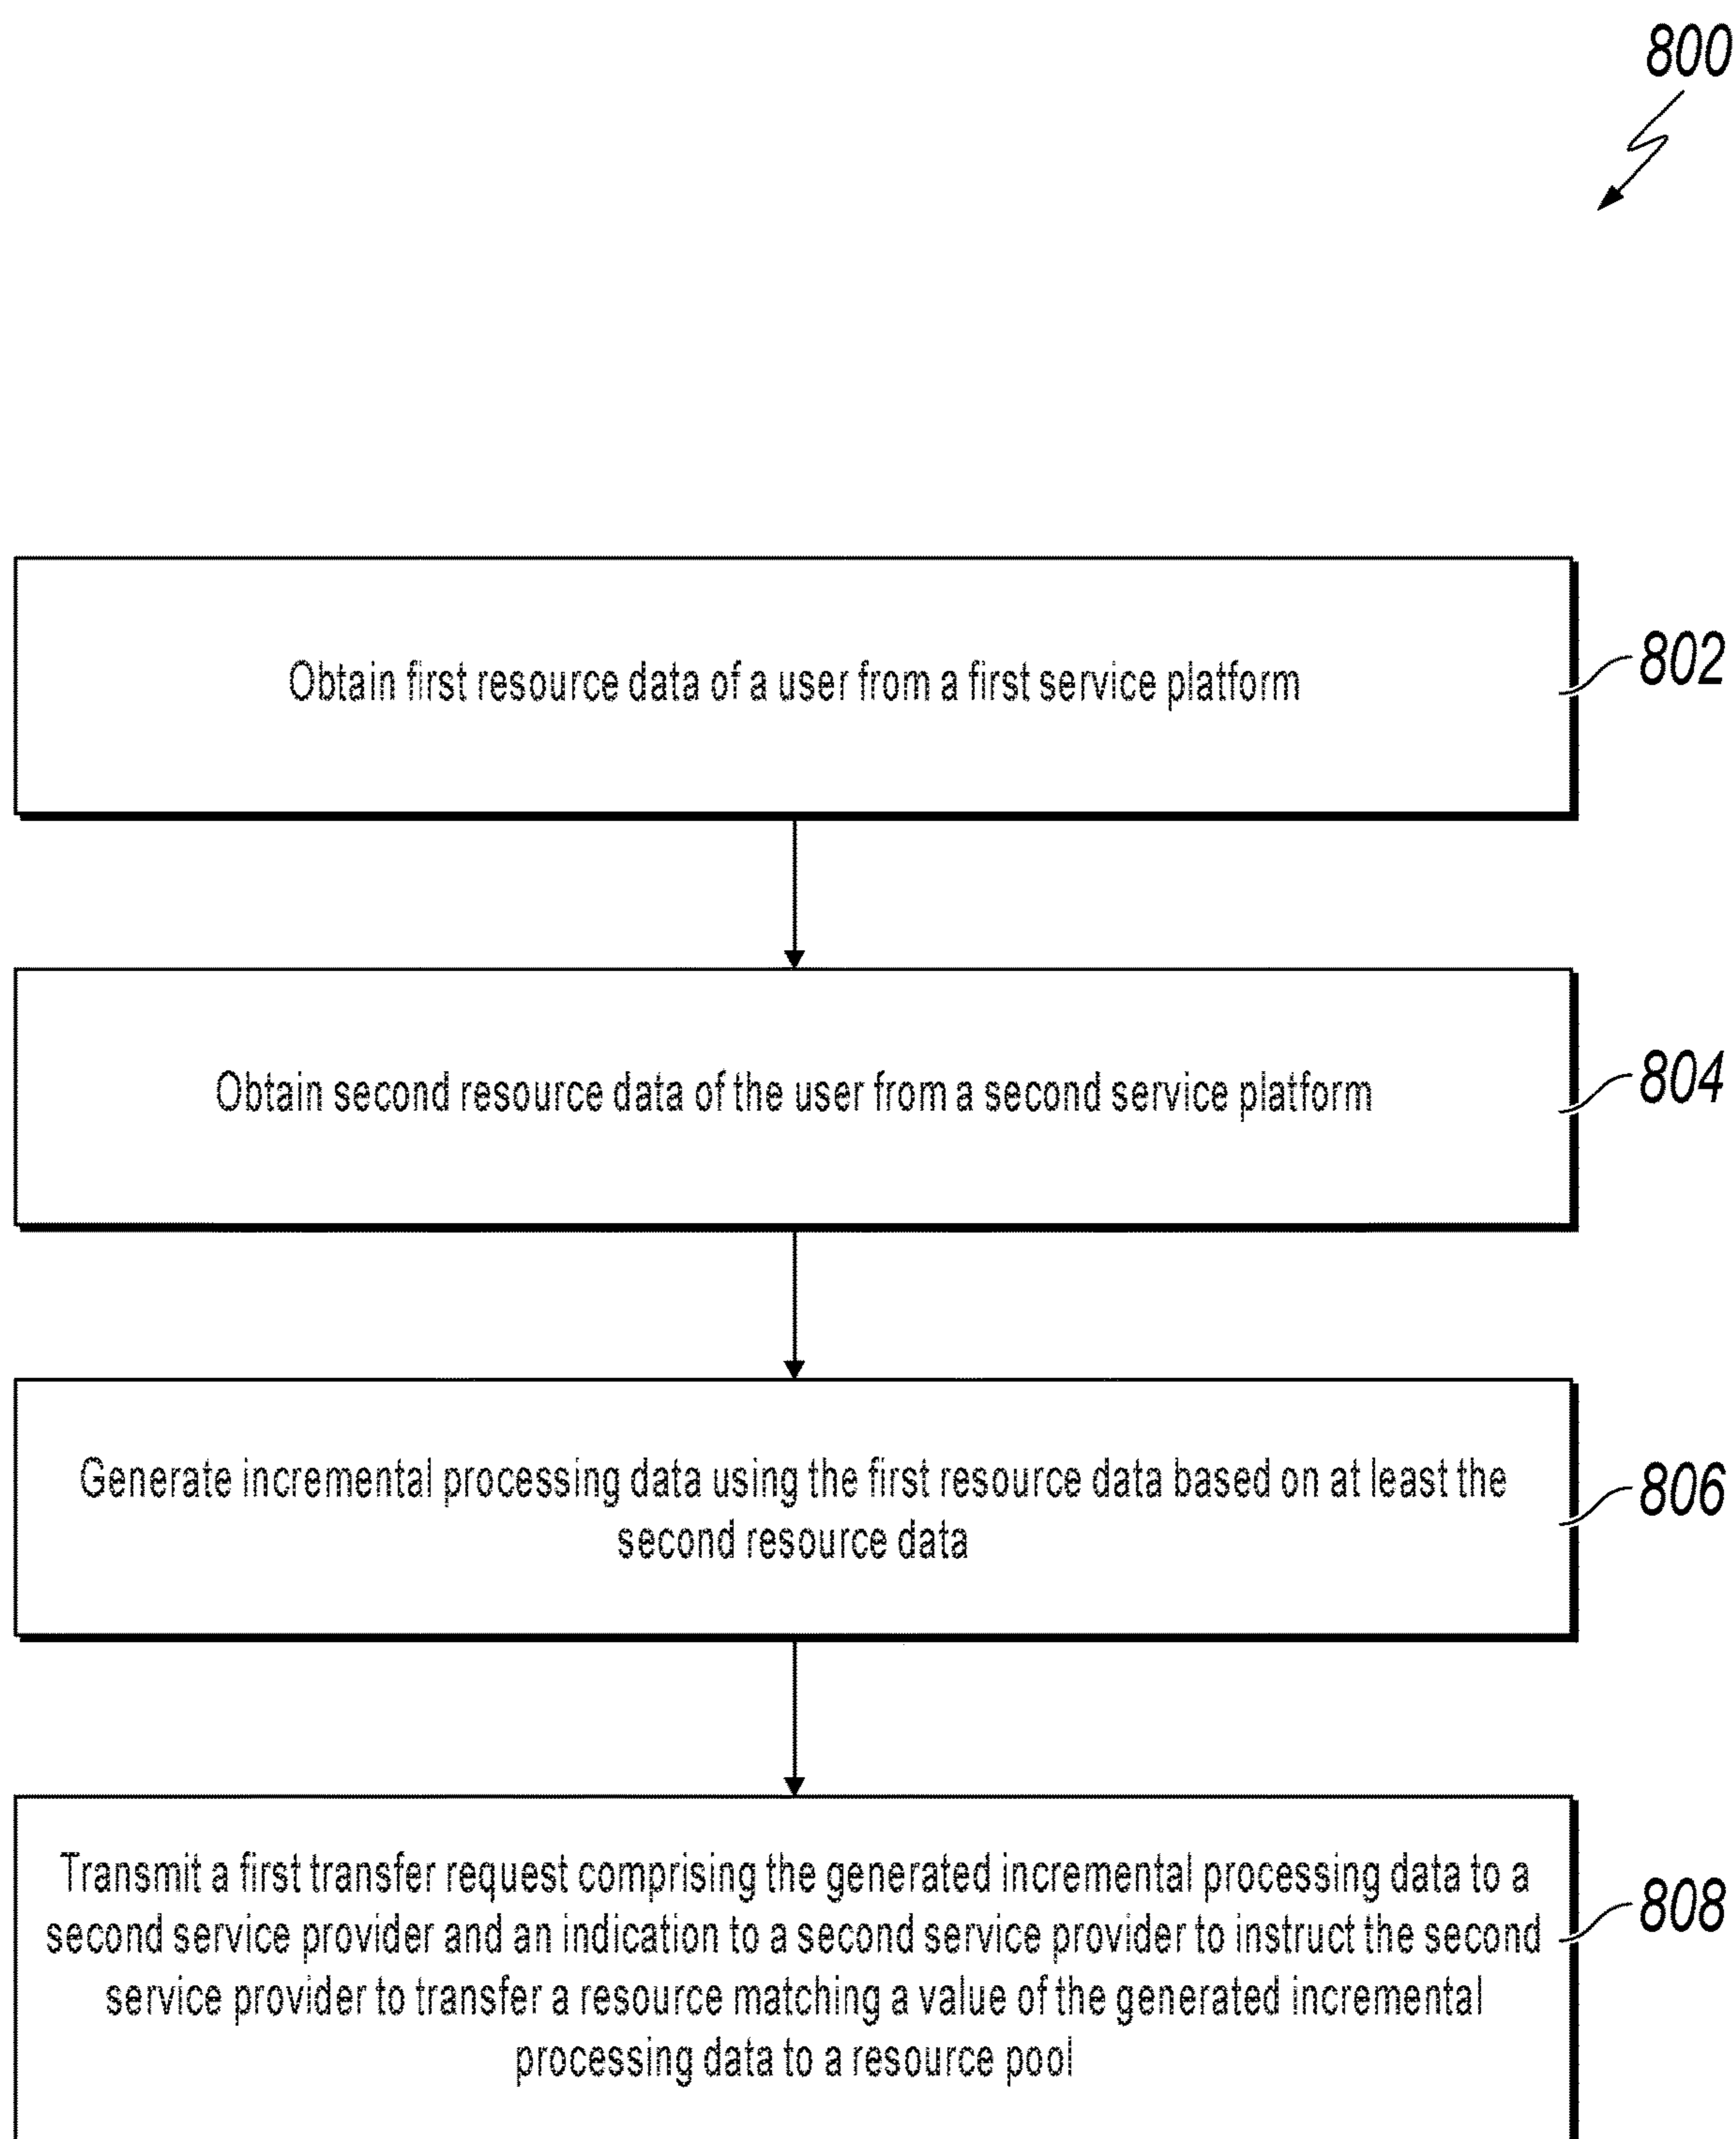 800
Obtain first resource data of a user from a first service platform
802
Obtain second resource data of the user from a second service platform
804
Generate incremental processing data using the first resource data based on at least the
second resource data
806
Transmit a first transfer request comprising the generated incremental processing data to a
second service provider and an indication to a second service provider to instruct the second
service provider to transfer a resource matching a value of the generated incremental
processing data to a resource pool
808